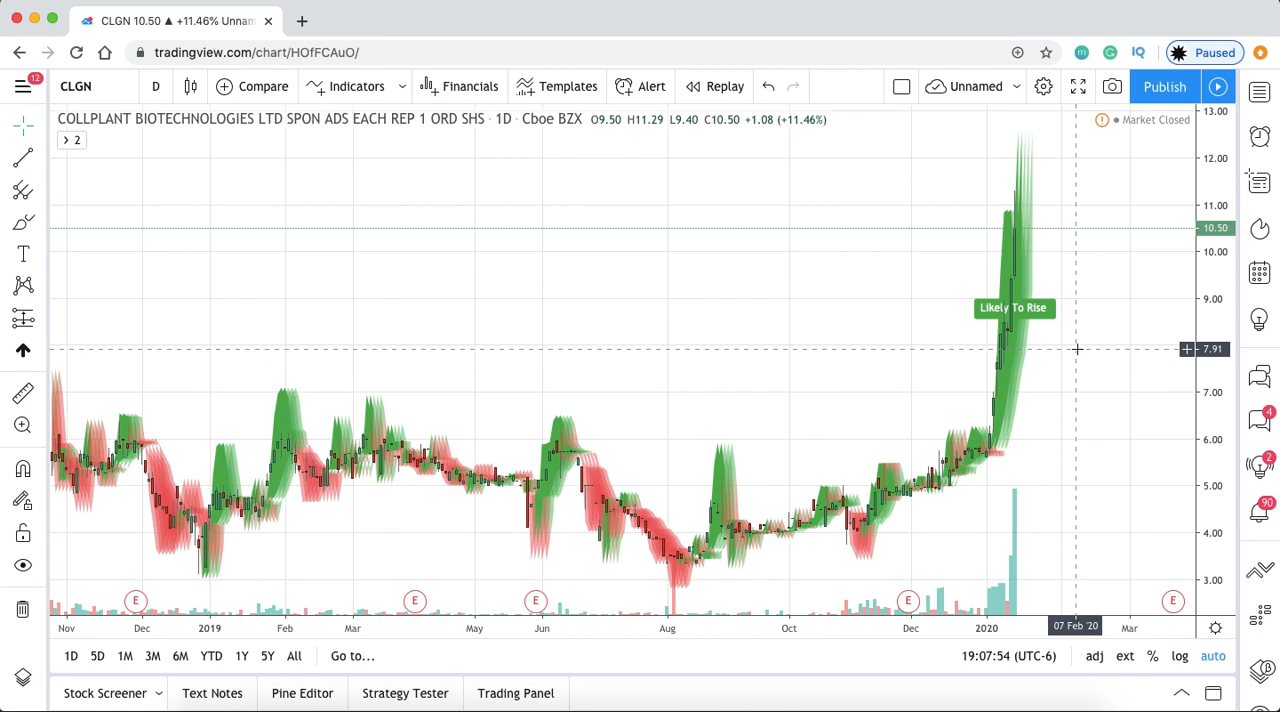 CLGN 10.50 ▲ +11.46% Unnam
tradingview.com/chart/HOfFCAuO/
IQ
Paused
12
CLGN
D
Compare
Indicators
Financials
Templates
Alert
Replay
Unnamed
Publish
COLLPLANT BIOTECHNOLOGIES LTD SPON ADS EACH REP 1 ORD SHS · 1D · Cboe BZX O9.50 H11.29 L9.40 C10.50 +1.08 (+11.46%)
Market Closed
2
13.00
12.00
11.00
10.50
10.00
9.00
Likely To Rise
7.91
7.00
6.00
5.00
4.00
3.00
E E E E E
Nov Dec 2019 Feb Mar May Jun Aug Oct Dec 2020 07 Feb '20 Mar
4
2
90
1D 5D 1M 3M 6M YTD 1Y 5Y All Go to... 19:07:54 (UTC-6) adj ext % log auto
Stock Screener Text Notes Pine Editor Strategy Tester Trading Panel